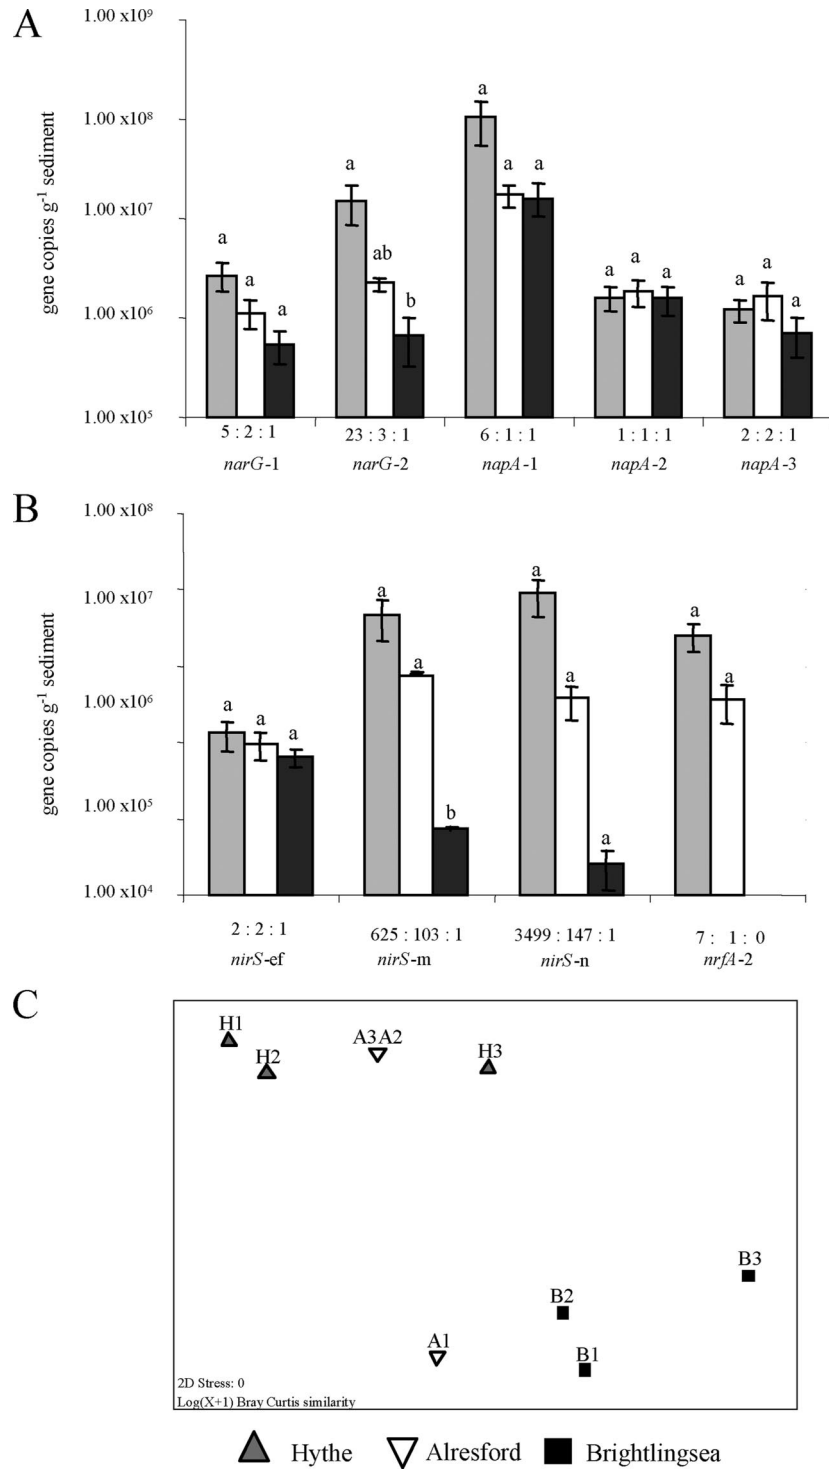 A
1.00 x10⁹
1.00 x10⁸
1.00 x10⁷
1.00 x10⁶
1.00 x10⁵
gene copies g⁻¹ sediment
a
a
a
a
ab
b
a
a
a
a
a
a
a
a
a
5 : 2 : 1
23 : 3 : 1
6 : 1 : 1
1 : 1 : 1
2 : 2 : 1
narG-1
narG-2
napA-1
napA-2
napA-3
B
1.00 x10⁸
1.00 x10⁷
1.00 x10⁶
1.00 x10⁵
1.00 x10⁴
gene copies g⁻¹ sediment
a
a
a
a
a
b
a
a
a
a
a
2 : 2 : 1
625 : 103 : 1
3499 : 147 : 1
7 : 1 : 0
nirS-ef
nirS-m
nirS-n
nrfA-2
C
H1
H2
A3A2
H3
B3
B2
A1
B1
2D Stress: 0
Log(X+1) Bray Curtis similarity
Hythe
Alresford
Brightlingsea